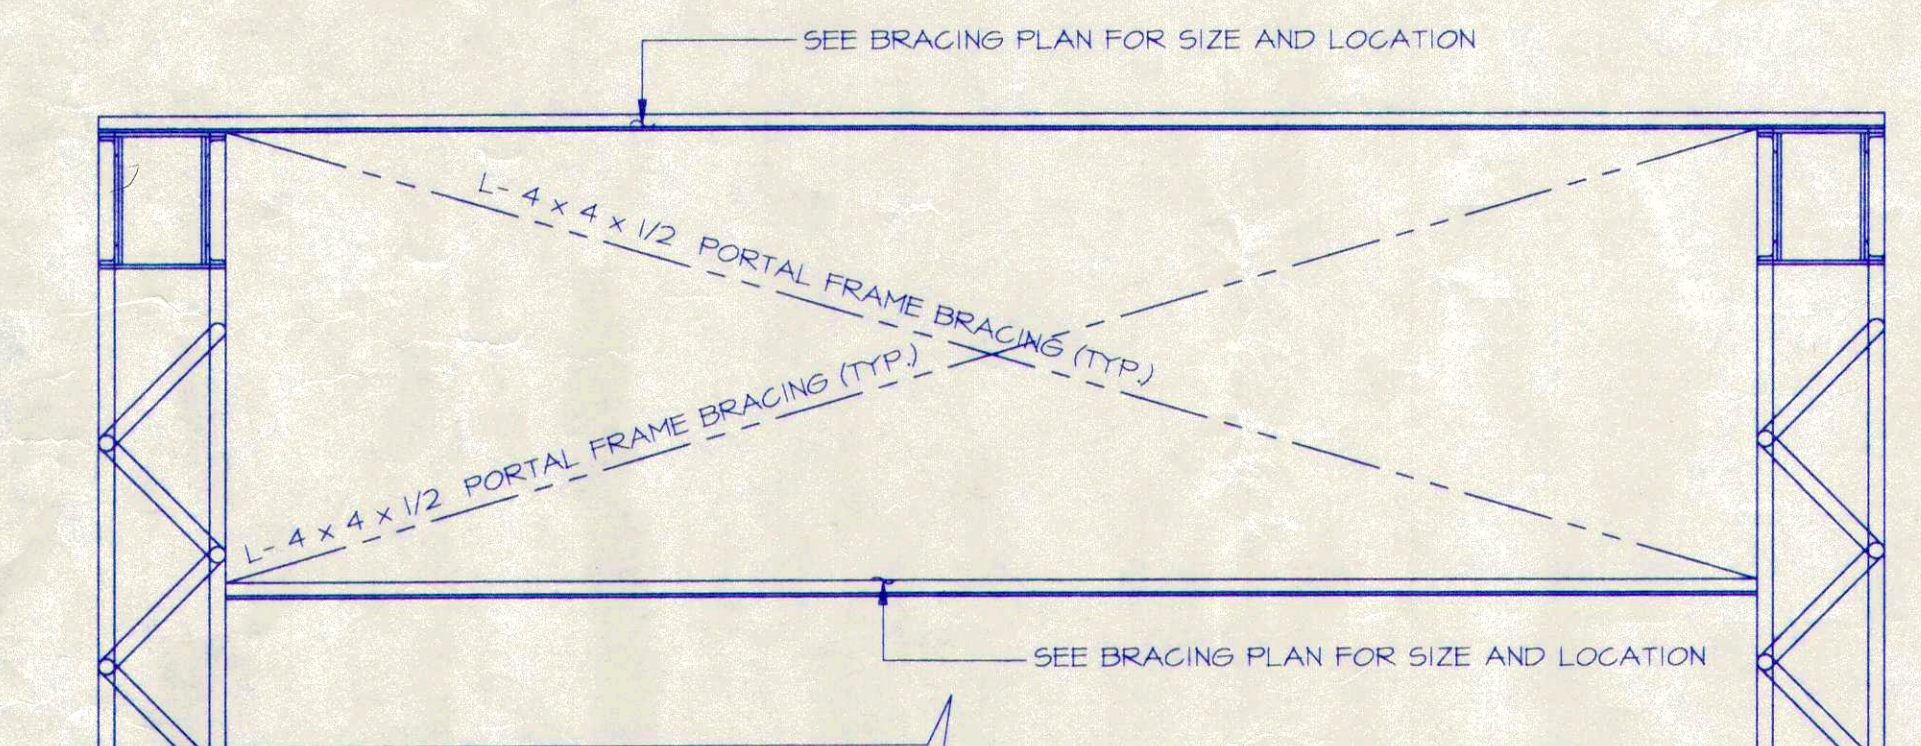 SEE BRACING PLAN FOR SIZE AND LOCATION
L- 4 x 4 x 1/2 PORTAL FRAME BRACING (TYP.)
L- 4 x 4 x 1/2 PORTAL FRAME BRACING (TYP.)
SEE BRACING PLAN FOR SIZE AND LOCATION